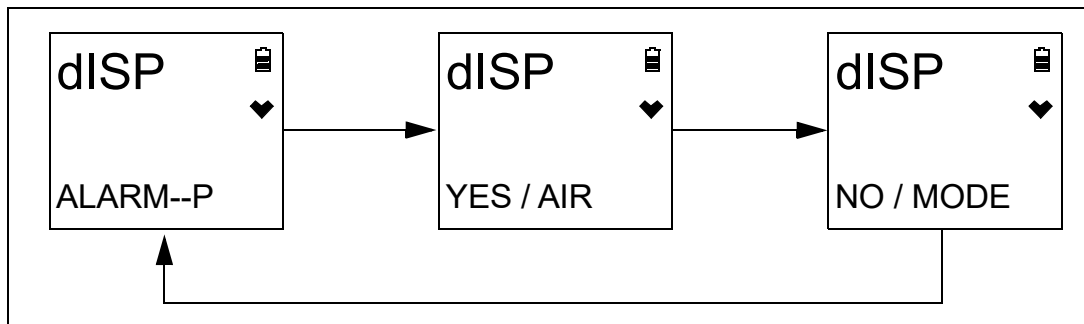 dISP
ALARM--P
dISP
YES / AIR
dISP
NO / MODE